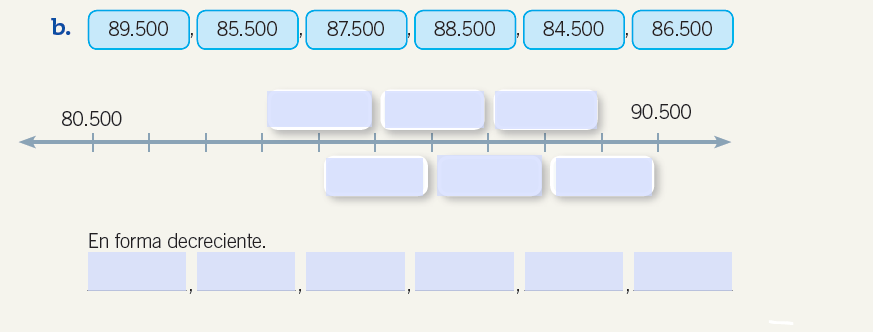 b. 89.500 , 85.500 , 87.500 , 88.500 , 84.500 , 86.500
80.500 90.500
En forma decreciente.
, , , , ,